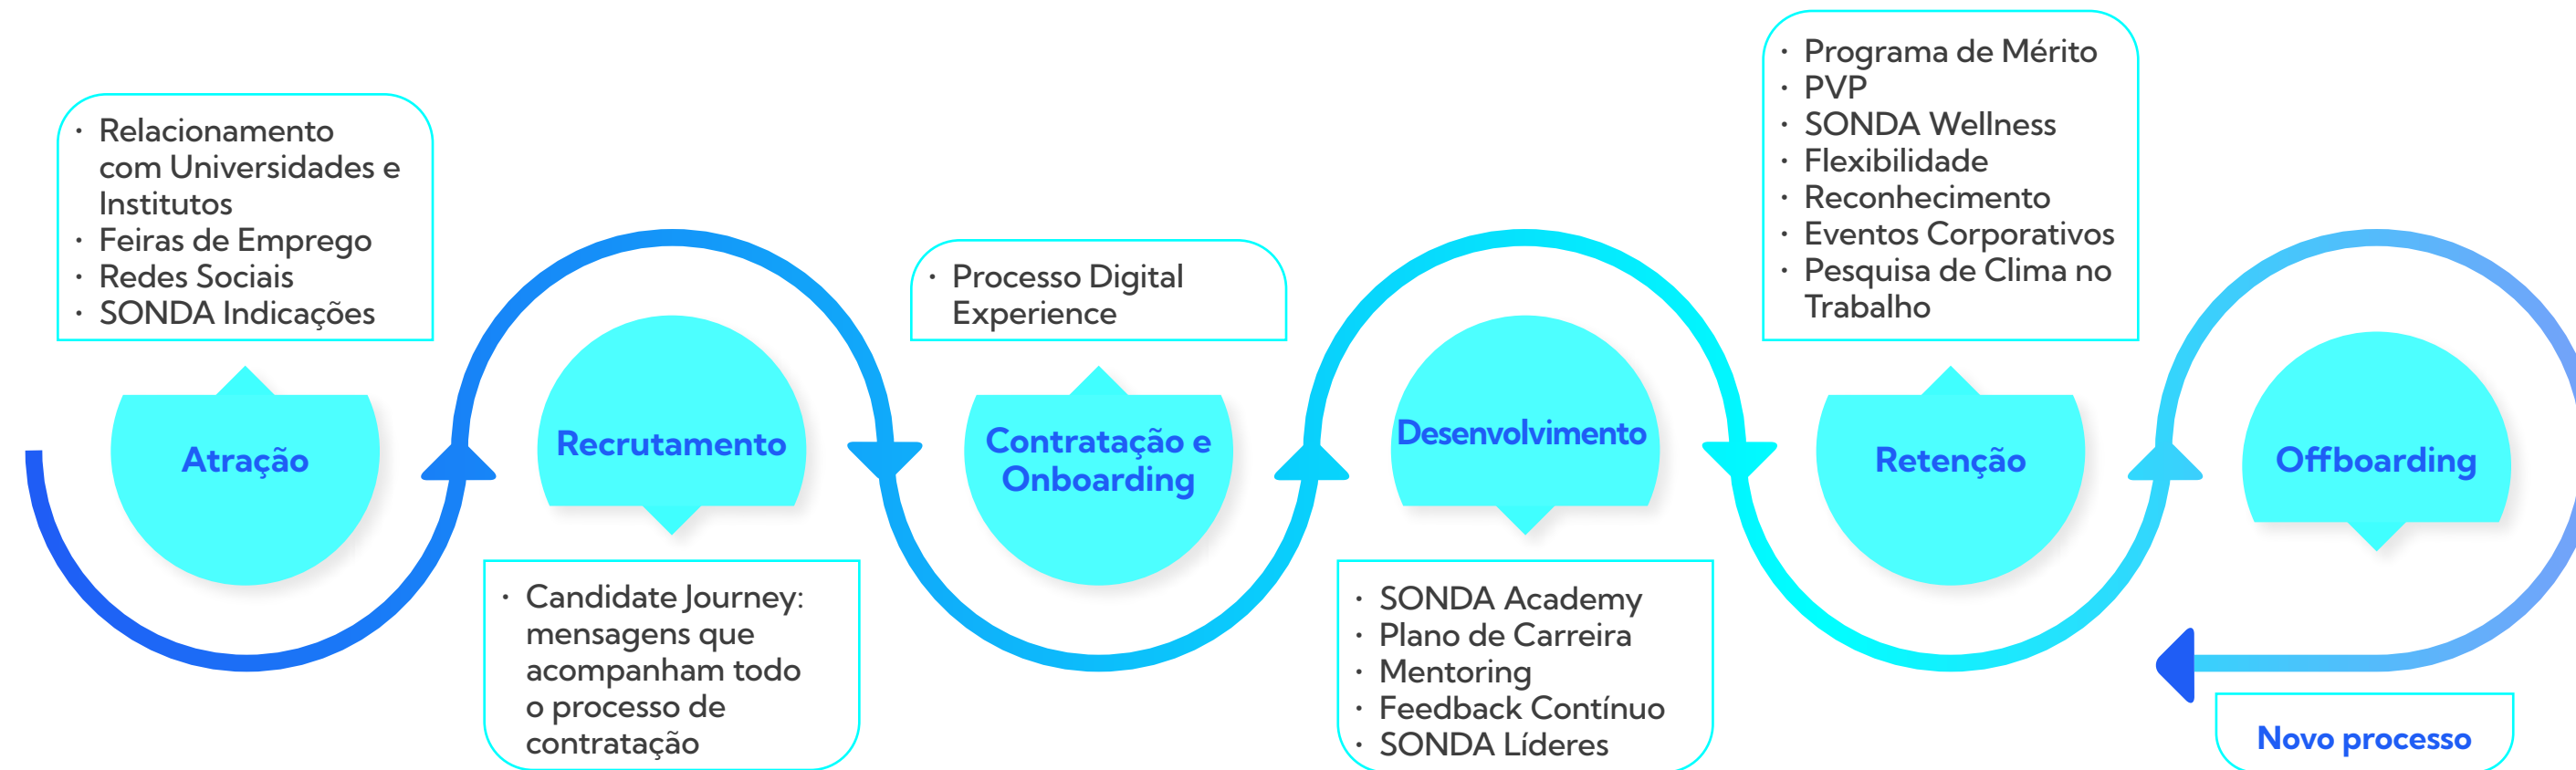 · Relacionamento
com Universidades e
Institutos
· Feiras de Emprego
· Redes Sociais
· SONDA Indicações
Atração
Recrutamento
· Candidate Journey:
mensagens que
acompanham todo
o processo de
contratação
· Processo Digital
Experience
Contratação e
Onboarding
Desenvolvimento
· SONDA Academy
· Plano de Carreira
· Mentoring
· Feedback Contínuo
· SONDA Líderes
· Programa de Mérito
· PVP
· SONDA Wellness
· Flexibilidade
· Reconhecimento
· Eventos Corporativos
· Pesquisa de Clima no
Trabalho
Retenção
Offboarding
Novo processo